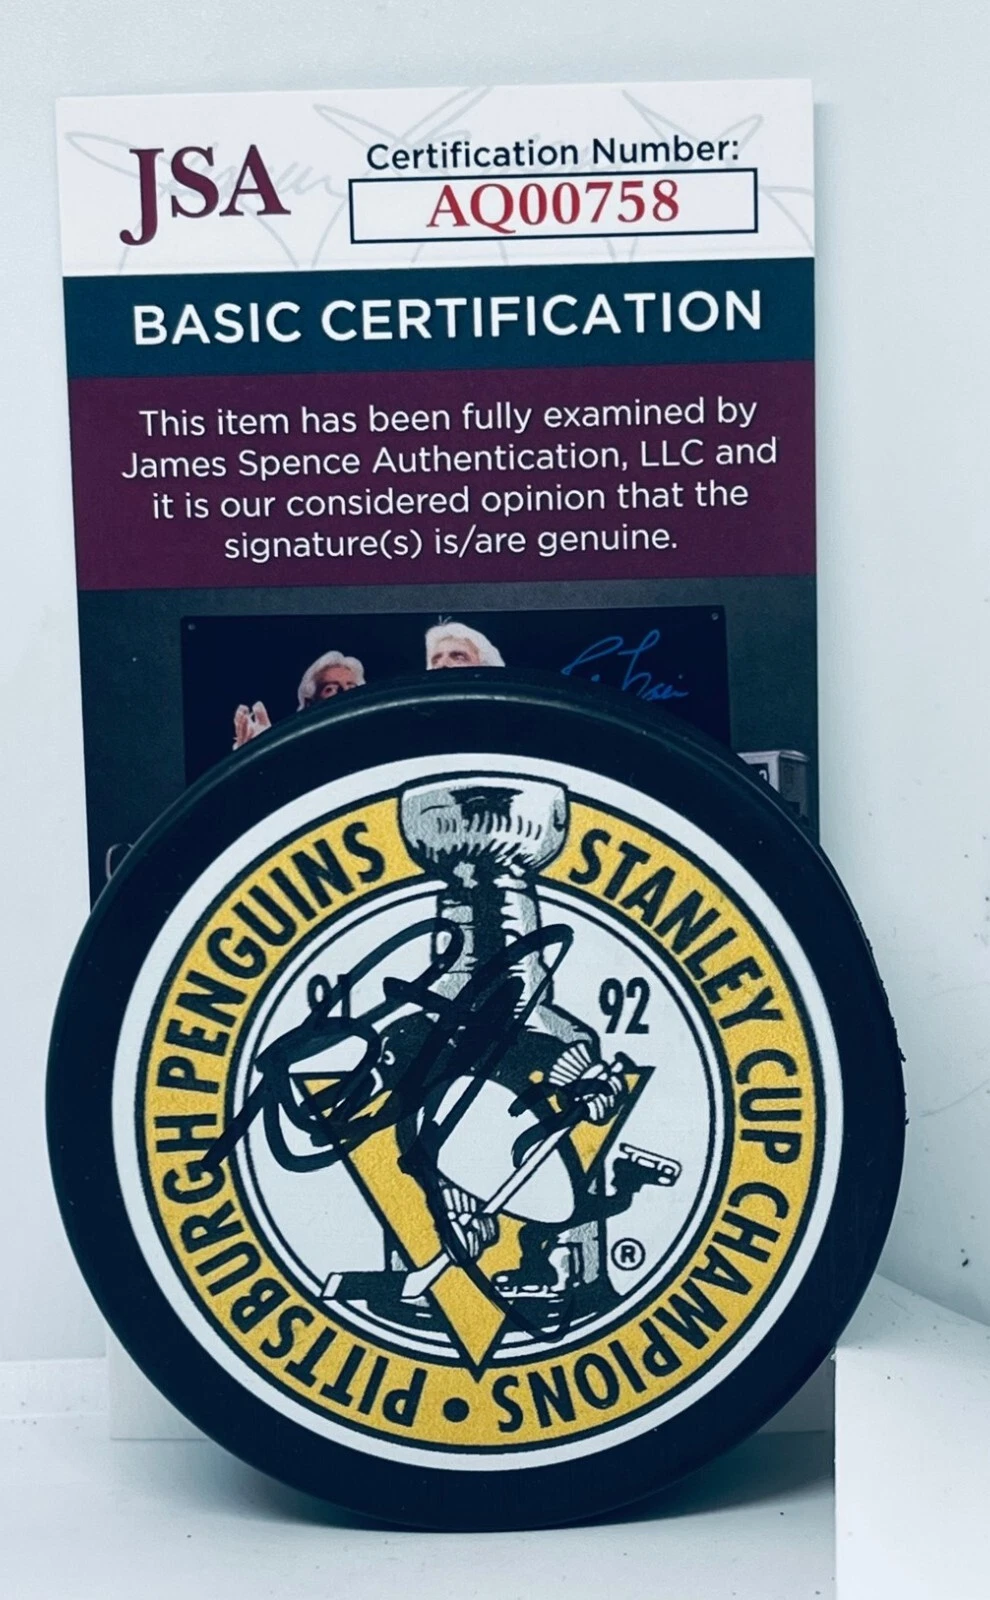 JSA
Certification Number:
AQ00758
BASIC CERTIFICATION
This item has been fully examined by
James Spence Authentication, LLC and
it is our considered opinion that the
signature(s) is/are genuine.
PITTSBURGH PENGUINS
STANLEY CUP CHAMPIONS •
91
92
®